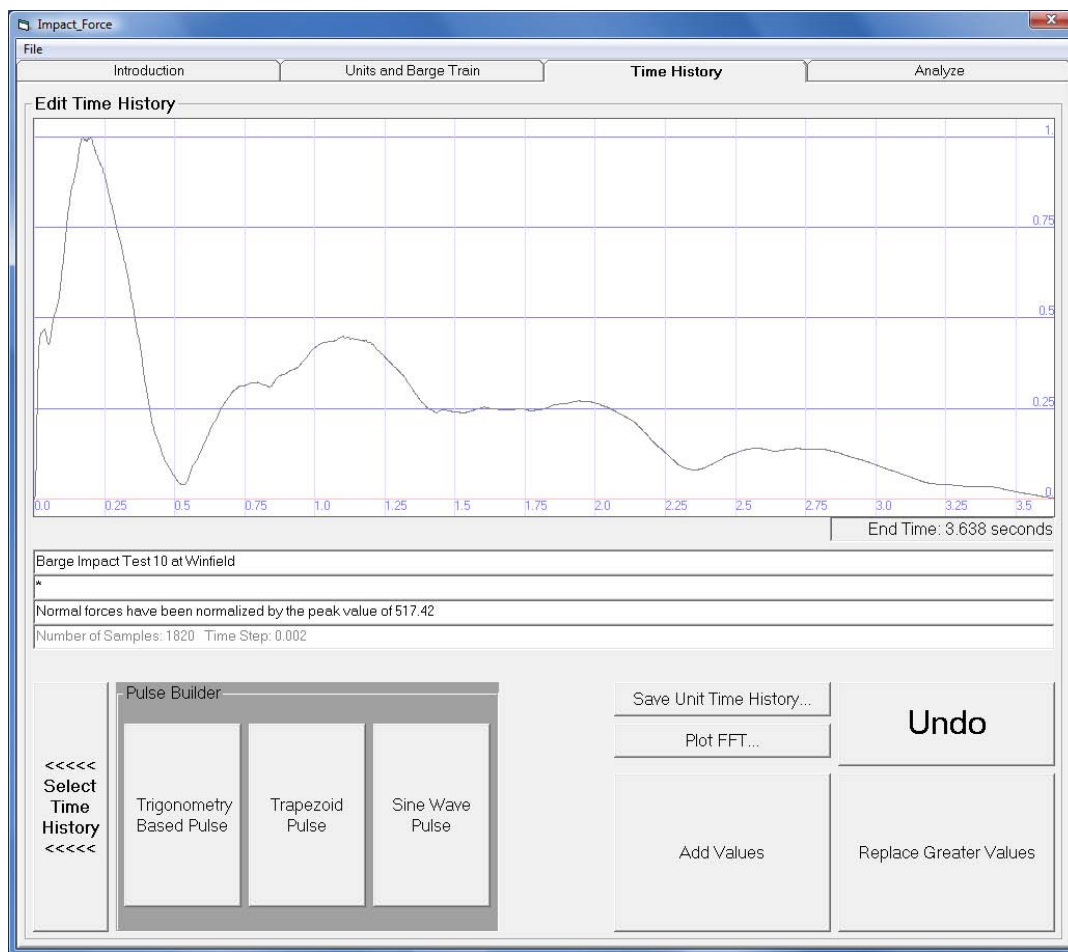 Impact_Force
File
Introduction
Units and Barge Train
Time History
Analyze
Edit Time History
1.
0.75
0.5
0.25
0.
0.0 0.25 0.5 0.75 1.0 1.25 1.5 1.75 2.0 2.25 2.5 2.75 3.0 3.25 3.5
End Time: 3.638 seconds
Barge Impact Test 10 at Winfield
*
Normal forces have been normalized by the peak value of 517.42
Number of Samples: 1820 Time Step: 0.002
<<<<<
Select
Time
History
<<<<<
Pulse Builder
Trigonometry
Based Pulse
Trapezoid
Pulse
Sine Wave
Pulse
Save Unit Time History...
Plot FFT...
Undo
Add Values
Replace Greater Values